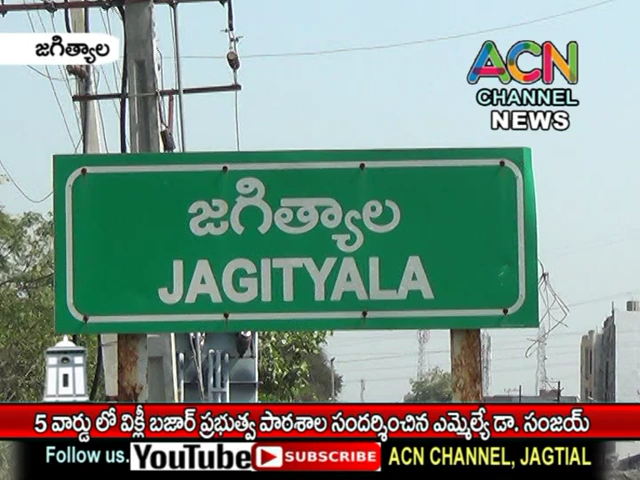 జగిత్యాల
ACN
CHANNEL
NEWS
జగిత్యాల
JAGITYALA
5 వార్డు లో విక్లీ బజార్ ప్రభుత్వ పాఠశాల సందర్శించిన ఎమ్మెల్యే డా. సంజయ్
Follow us. YouTube SUBSCRIBE ACN CHANNEL, JAGTIAL